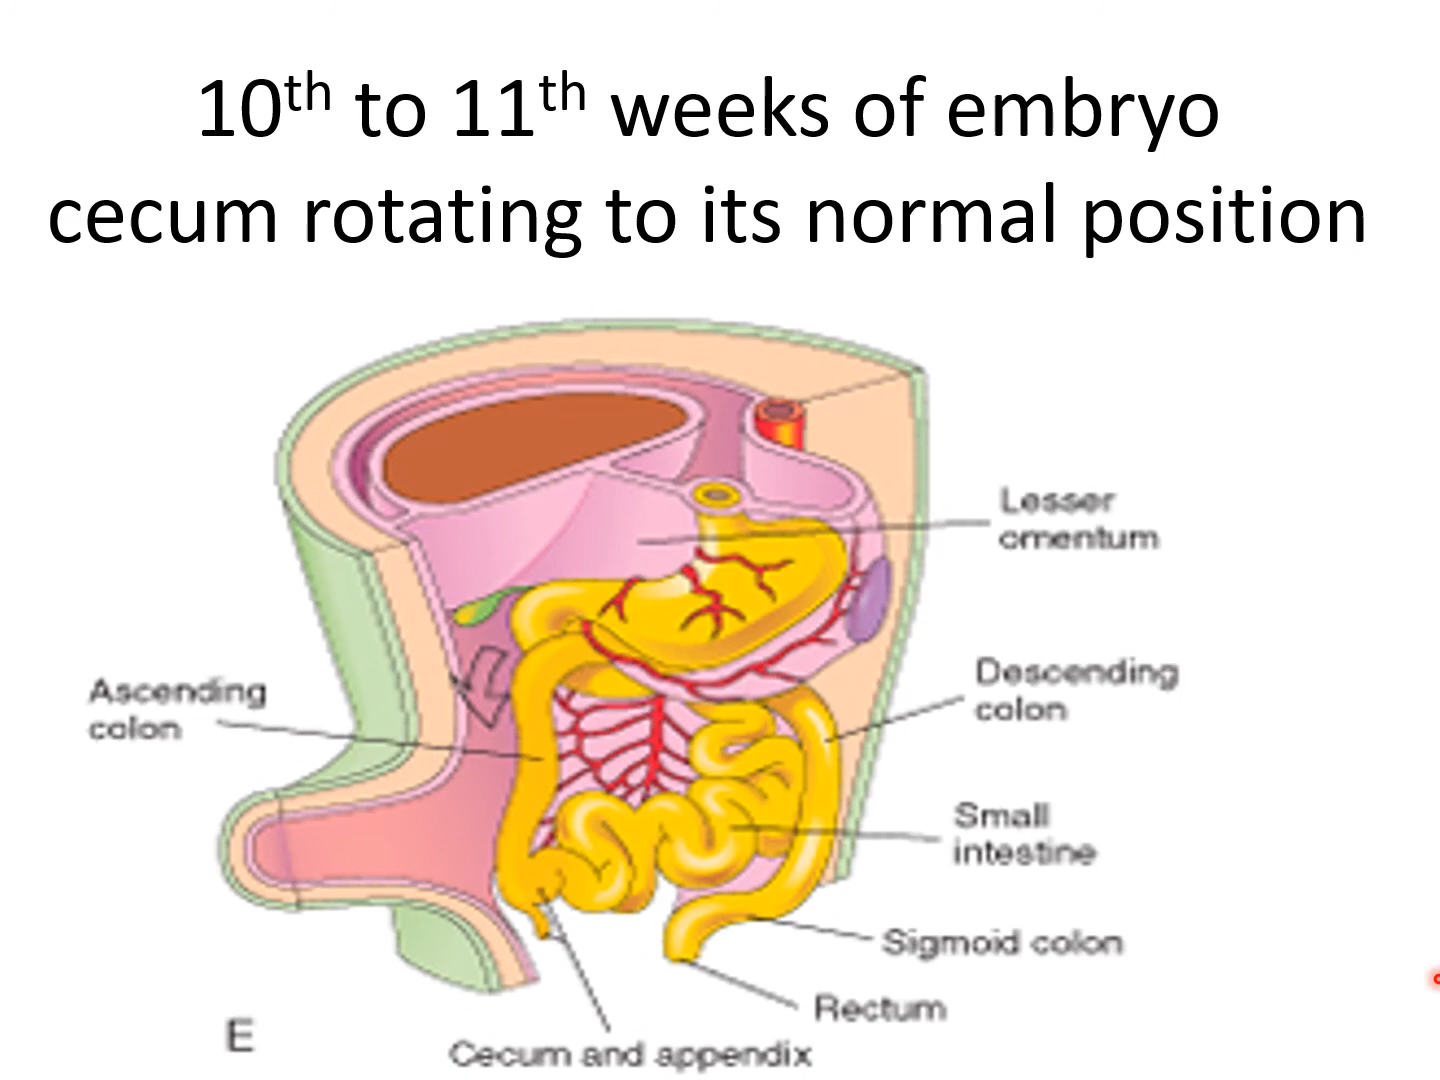 10th to 11th weeks of embryo
cecum rotating to its normal position
Lesser
omentum
Ascending
colon
Descending
colon
Small
intestine
Sigmoid colon
Rectum
E
Cecum and appendix